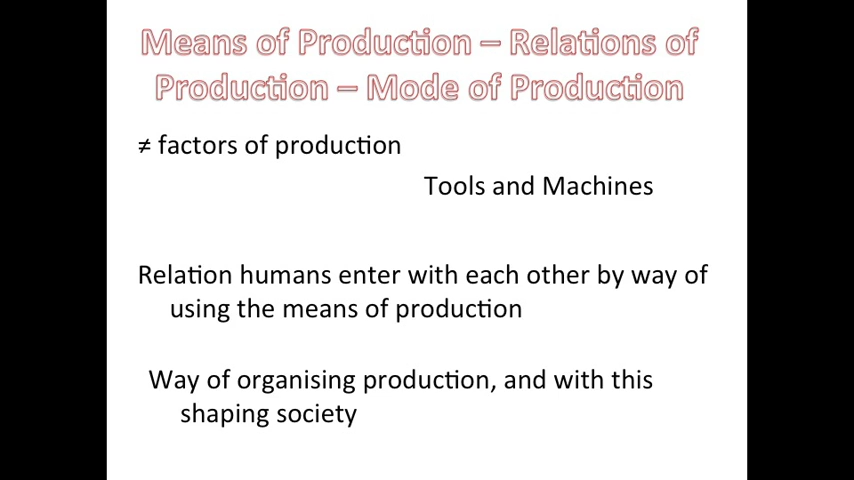 Means of Production – Relations of
Production – Mode of Production
≠ factors of production
Tools and Machines
Relation humans enter with each other by way of
using the means of production
Way of organising production, and with this
shaping society